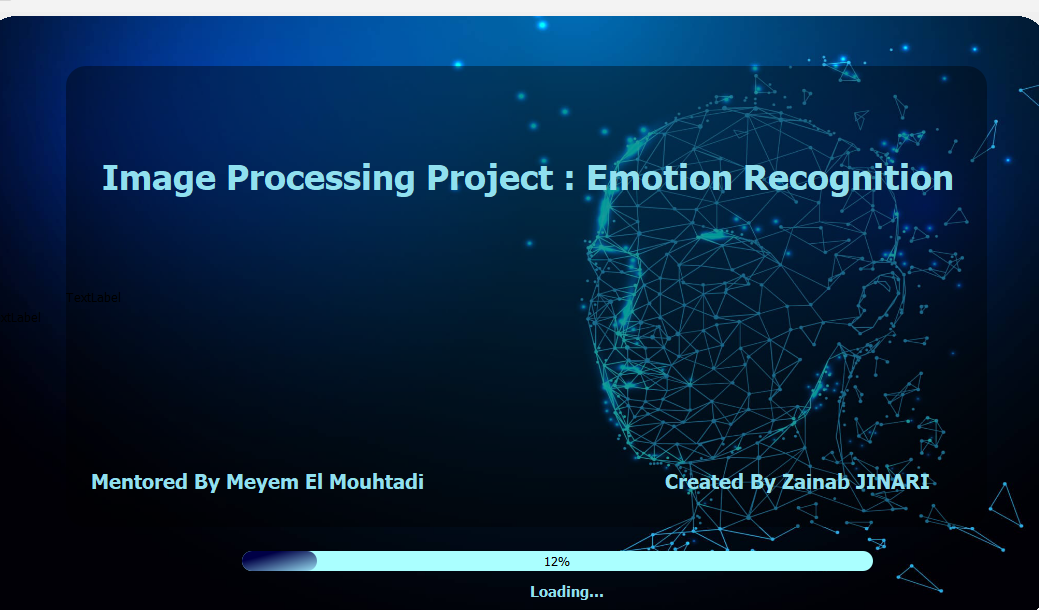 Image Processing Project : Emotion Recognition
TextLabel
xtLabel
Mentored By Meyem El Mouhtadi
Created By Zainab JINARI
12%
Loading...